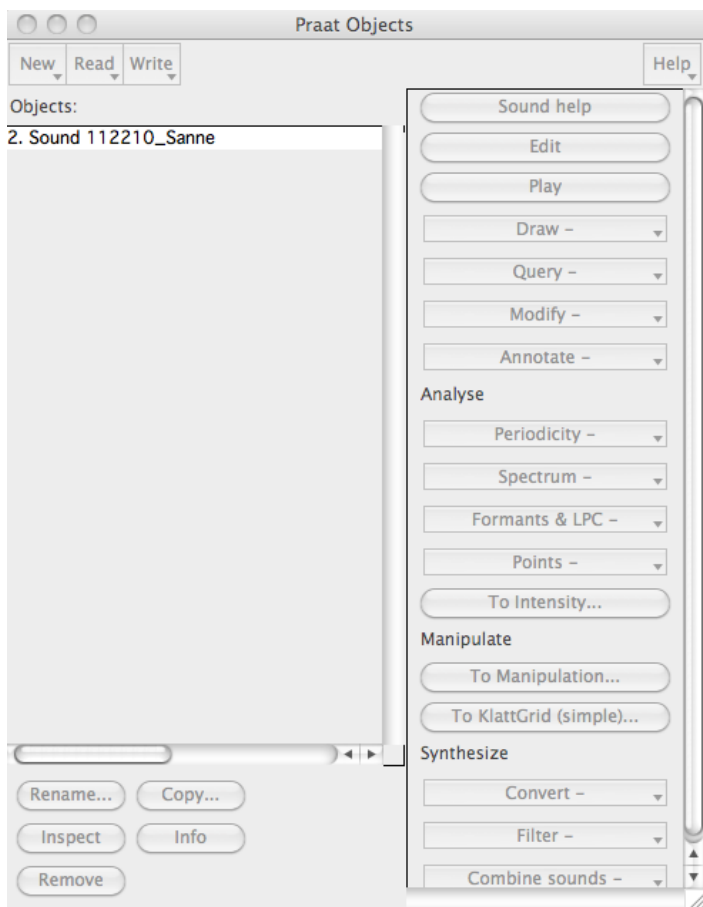 Praat Objects
New Read Write Help
Objects:
2. Sound 112210_Sanne
Sound help
Edit
Play
Draw –
Query –
Modify –
Annotate –
Analyse
Periodicity –
Spectrum –
Formants & LPC –
Points –
To Intensity...
Manipulate
To Manipulation...
To KlattGrid (simple)...
Synthesize
Convert –
Filter –
Combine sounds –
Rename... Copy...
Inspect Info
Remove